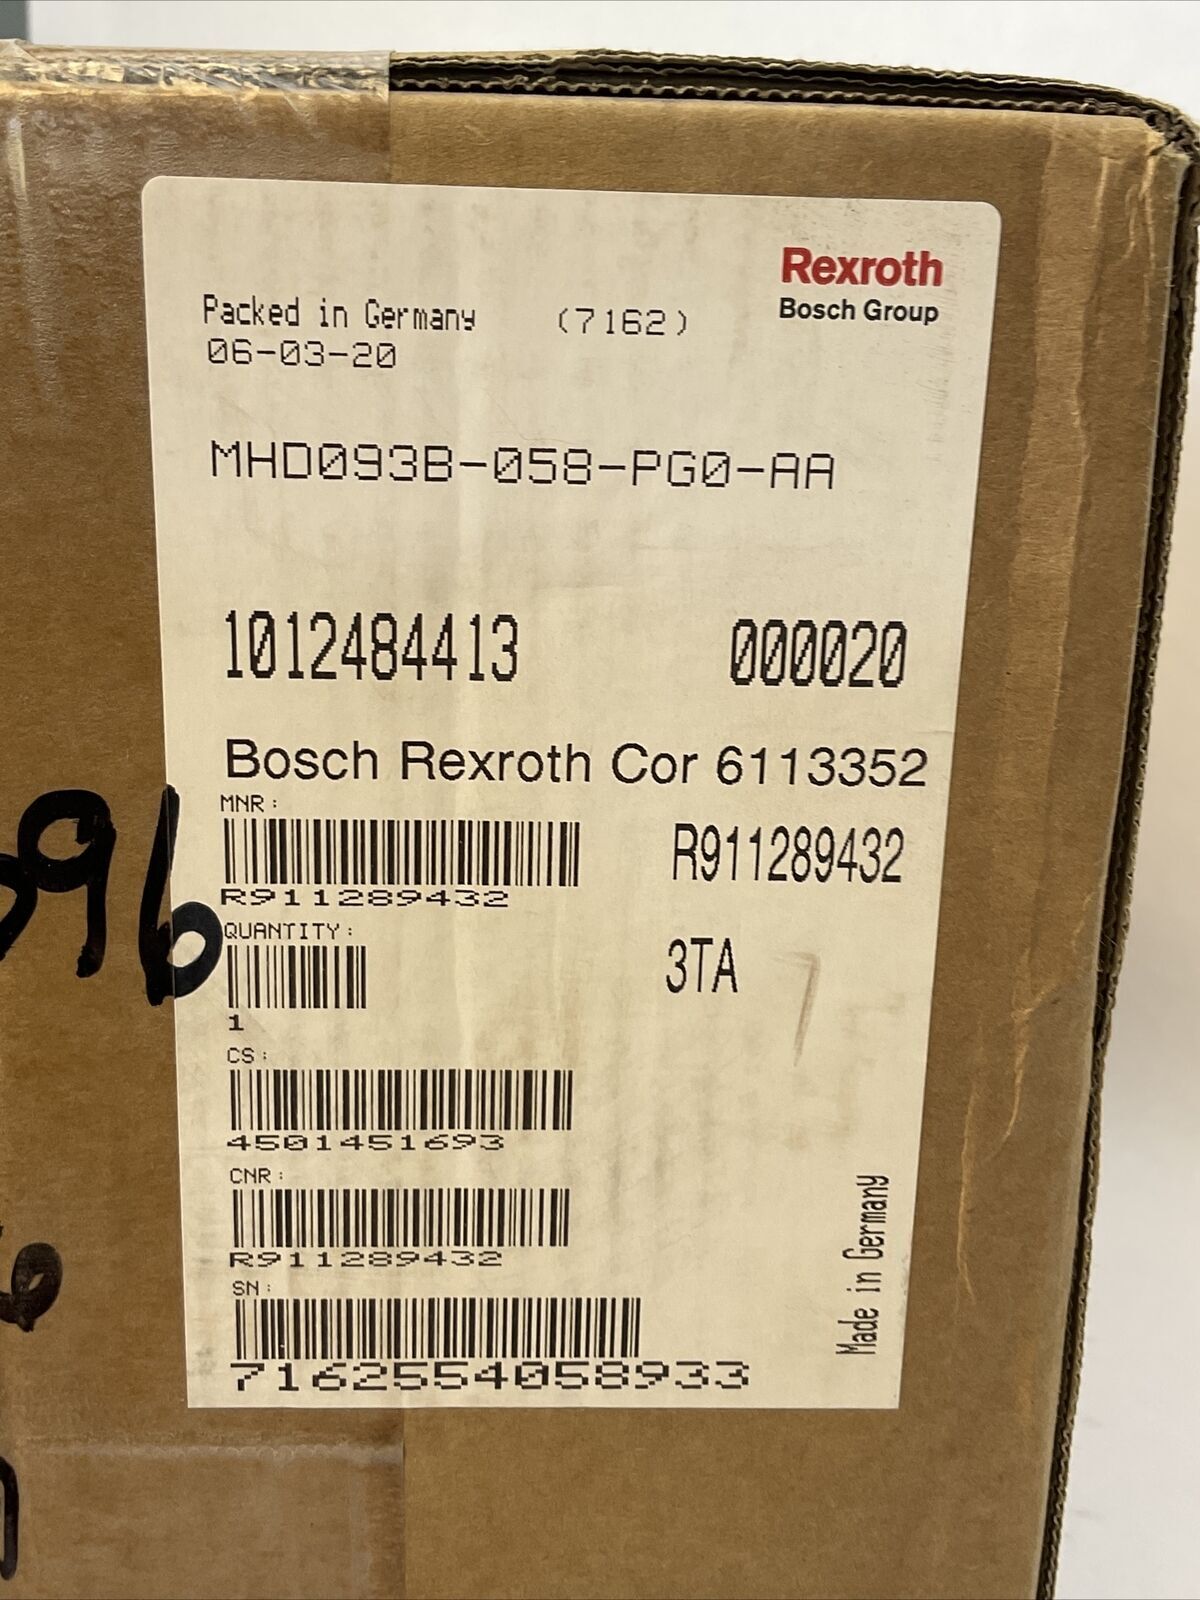 Rexroth
Bosch Group
Packed in Germany (7162)
06-03-20
MHD093B-058-PG0-AA
1012484413 000020
Bosch Rexroth Cor 6113352
MNR:
R911289432
R911289432
QUANTITY:
1
3TA
CS:
4501451693
CNR:
R911289432
SN:
7162554058933
Made in Germany
96